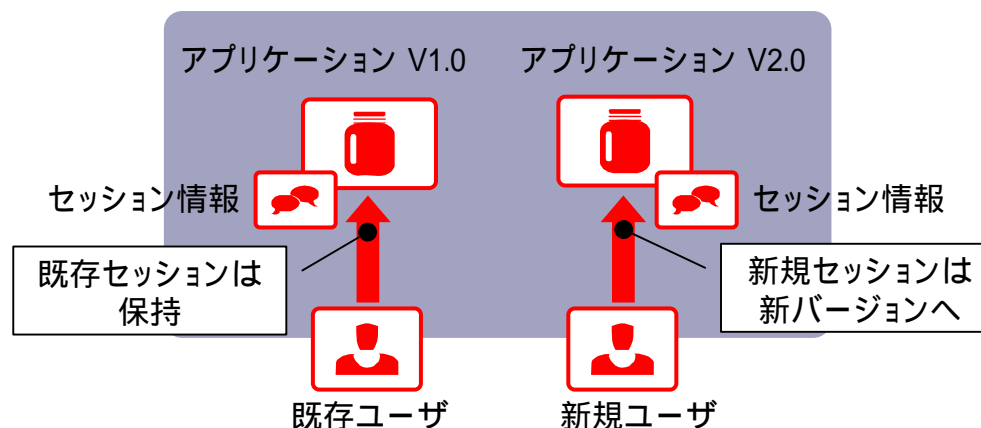 アプリケーション V1.0
アプリケーション V2.0
セッション情報
セッション情報
既存セッションは
保持
新規セッションは
新バージョンへ
既存ユーザ
新規ユーザ